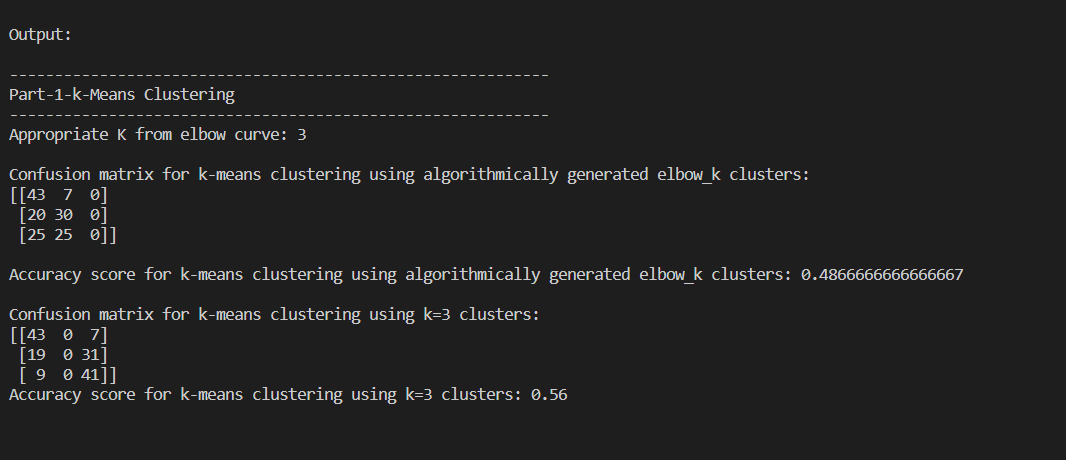 Output:
------------------------------------------------------------
Part-1-k-Means Clustering
------------------------------------------------------------
Appropriate K from elbow curve: 3
Confusion matrix for k-means clustering using algorithmically generated elbow_k clusters:
[[43  7  0]
 [20 30  0]
 [25 25  0]]
Accuracy score for k-means clustering using algorithmically generated elbow_k clusters: 0.4866666666666667
Confusion matrix for k-means clustering using k=3 clusters:
[[43  0  7]
 [19  0 31]
 [ 9  0 41]]
Accuracy score for k-means clustering using k=3 clusters: 0.56